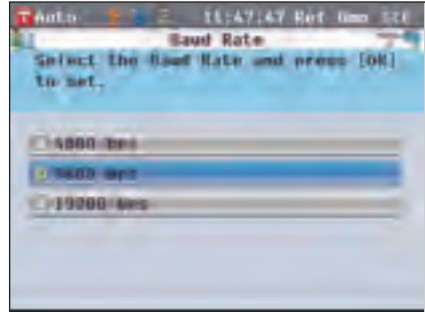 Auto 11:47:47 Ref
Baud Rate
Select the Baud Rate and press [OK]
to set.
4800 bps
9600 bps
19200 bps